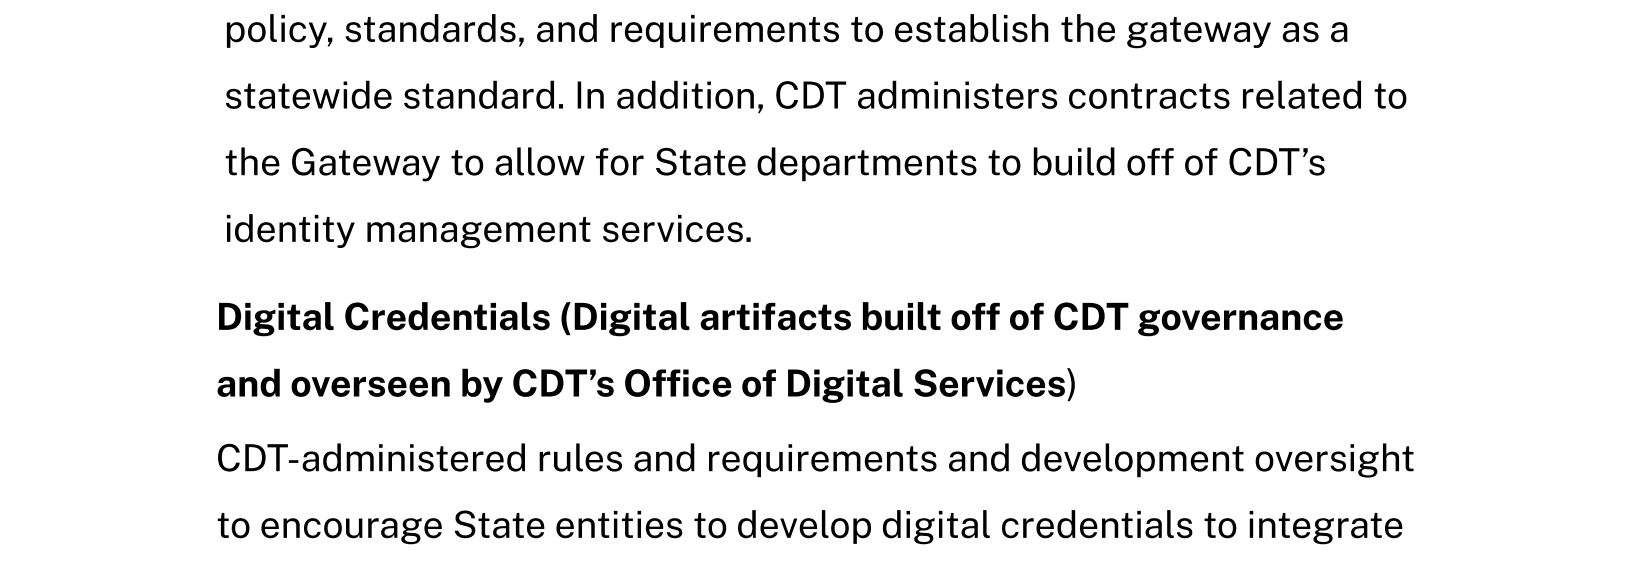 policy, standards, and requirements to establish the gateway as a
statewide standard. In addition, CDT administers contracts related to
the Gateway to allow for State departments to build off of CDT’s
identity management services.
Digital Credentials (Digital artifacts built off of CDT governance
and overseen by CDT’s Office of Digital Services)
CDT-administered rules and requirements and development oversight
to encourage State entities to develop digital credentials to integrate